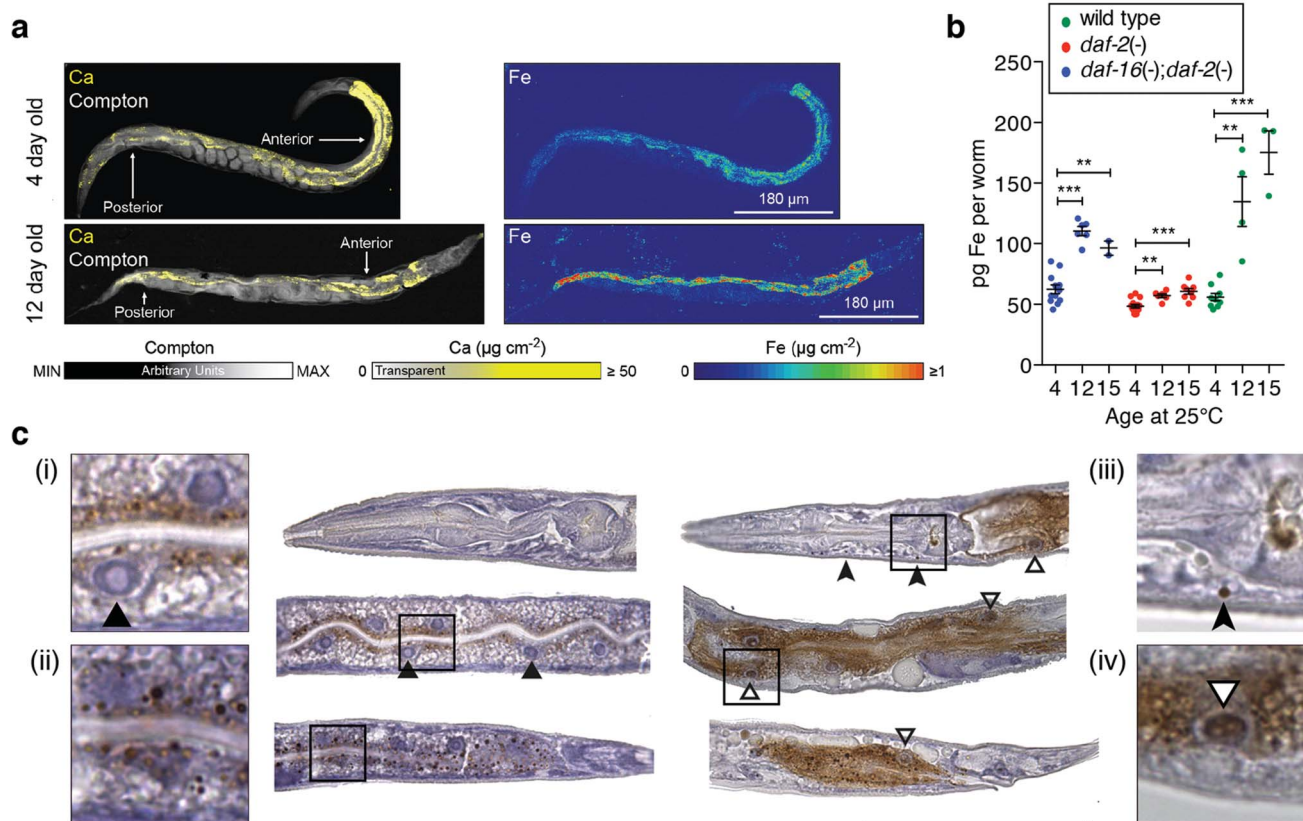 a
Ca
Compton
Anterior
Posterior
4 day old
Fe
180 µm
Ca
Compton
Anterior
Posterior
12 day old
Fe
180 µm
Compton
MIN Arbitrary Units MAX
Ca (µg cm-2)
0 Transparent ≥ 50
Fe (µg cm-2)
0 ≥1
b
wild type
daf-2(-)
daf-16(-);daf-2(-)
pg Fe per worm
250
200
150
100
50
0
***
**
**
***
***
**
***
**
4 12 15 4 12 15 4 12 15
Age at 25°C
c
(i)
(ii)
(iii)
(iv)